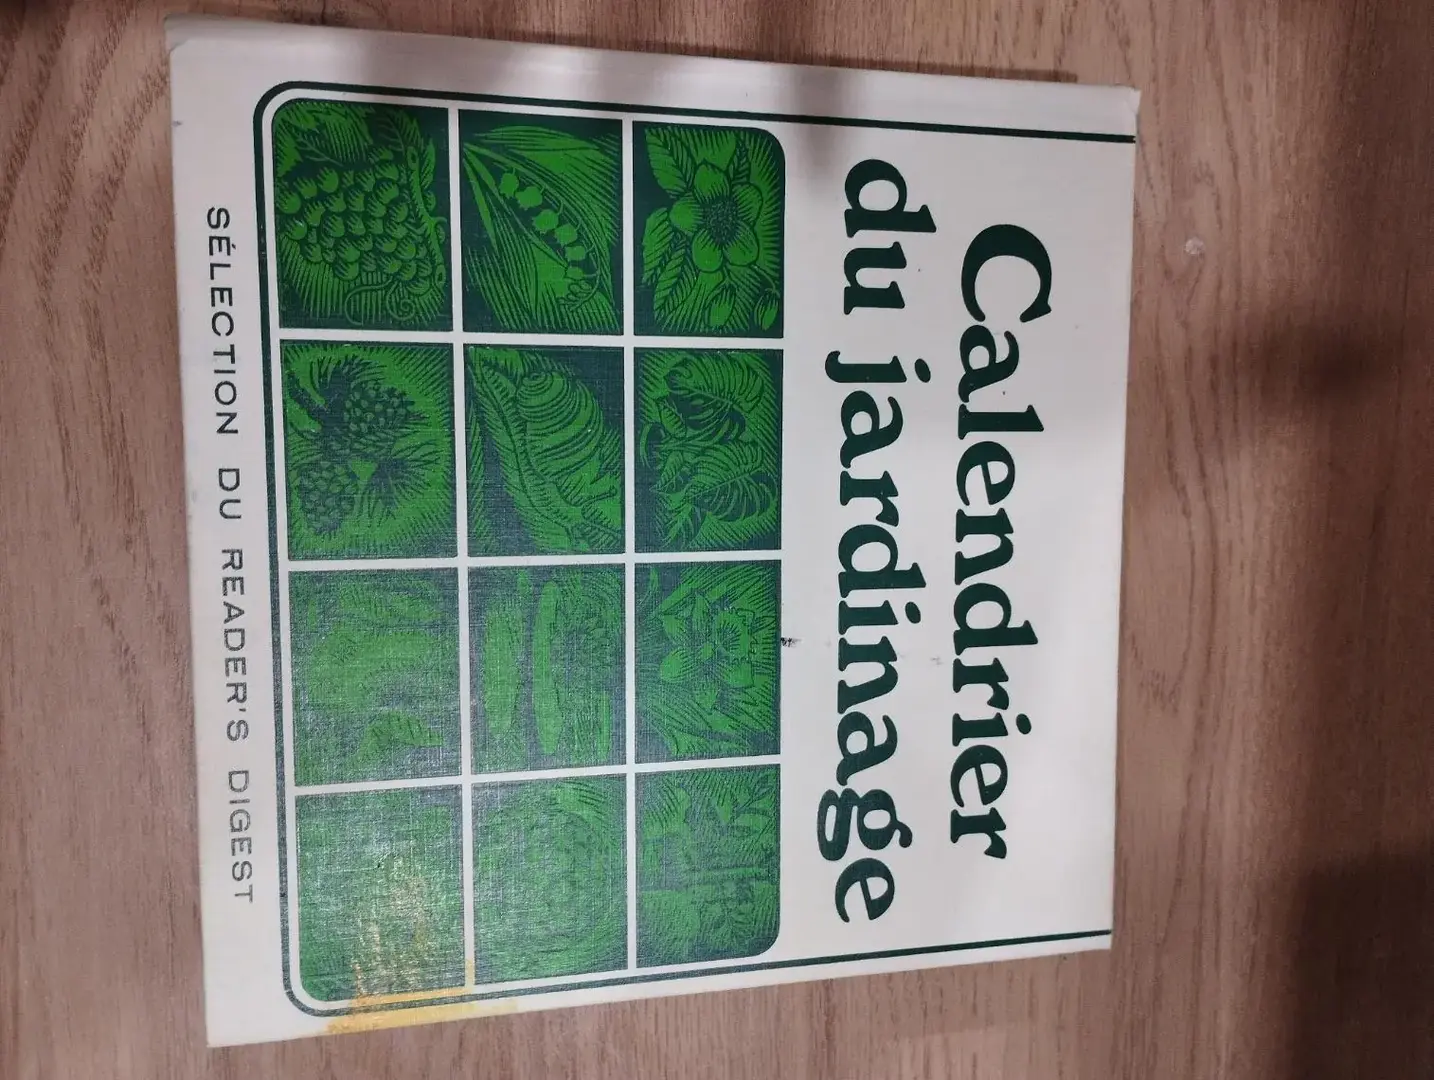 Calendrier
du jardinage
SÉLECTION DU READER'S DIGEST